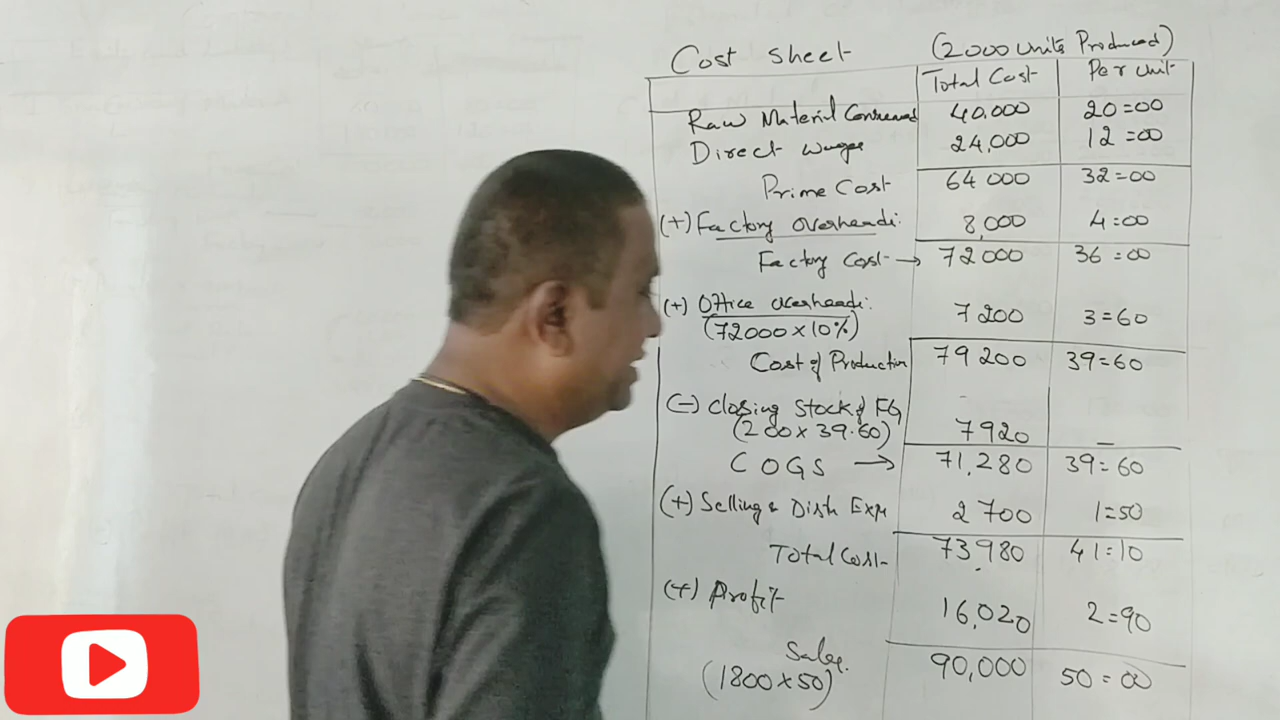 Cost Sheet (2000 Units Produced)
Total Cost Per Unit
Raw Material Consumed 40,000 20=00
Direct wages 24,000 12=00
Prime Cost 64 000 32=00
(+) Factory overheads: 8,000 4=00
Factory Cost → 72 000 36=00
(+) Office overheads: 7 200 3=60
(72000 x 10%)
Cost of Production 79 200 39=60
(-) Closing Stock of FG
(200 x 39.60) 7920 –
COGS → 71,280 39=60
(+) Selling & Distr Exp 2 700 1=50
Total Cost 73,980 41=10
(+) Profit 16,020 2=90
Sales. 90,000 50=00
(1800 x 50)